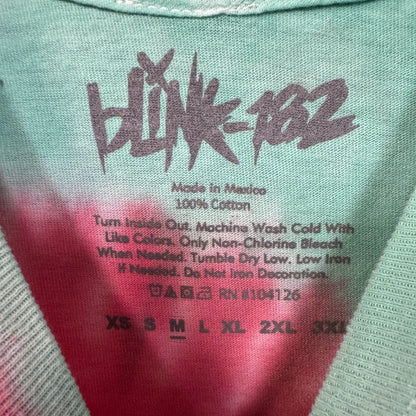 blink-182
Made in Mexico
100% Cotton
Turn Inside Out. Machine Wash Cold With
Like Colors. Only Non-Chlorine Bleach
When Needed. Tumble Dry Low. Low Iron
If Needed. Do Not Iron Decoration.
RN #104126
XS S M L XL 2XL 3XL